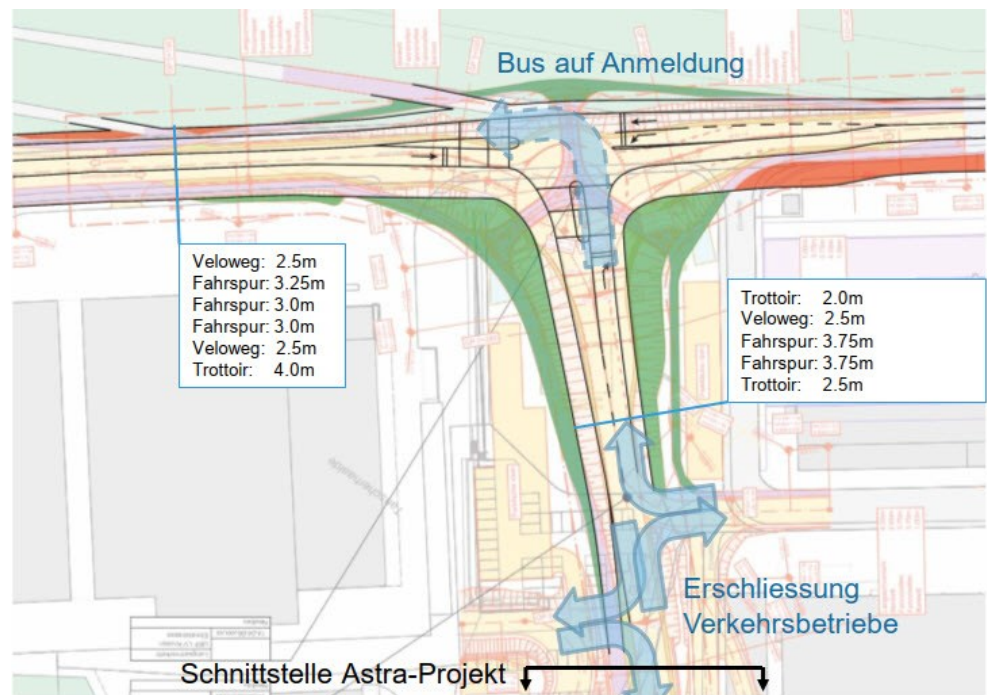 Bus auf Anmeldung
Veloweg: 2.5m
Fahrspur: 3.25m
Fahrspur: 3.0m
Fahrspur: 3.0m
Veloweg: 2.5m
Trottoir: 4.0m
Trottoir: 2.0m
Veloweg: 2.5m
Fahrspur: 3.75m
Fahrspur: 3.75m
Trottoir: 2.5m
Erschliessung
Verkehrsbetriebe
Schnittstelle Astra-Projekt